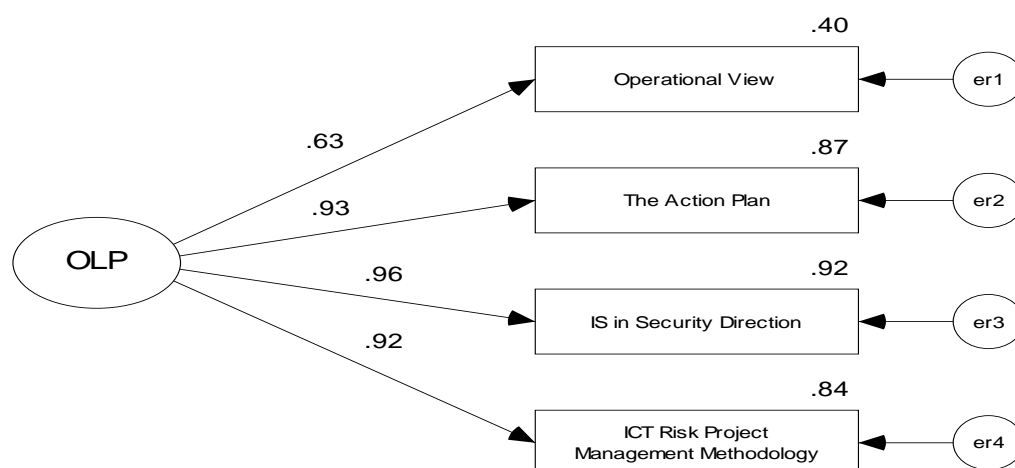 .40
Operational View
er1
.63
.87
.93
The Action Plan
er2
OLP
.96
.92
IS in Security Direction
er3
.92
.84
ICT Risk Project
Management Methodology
er4